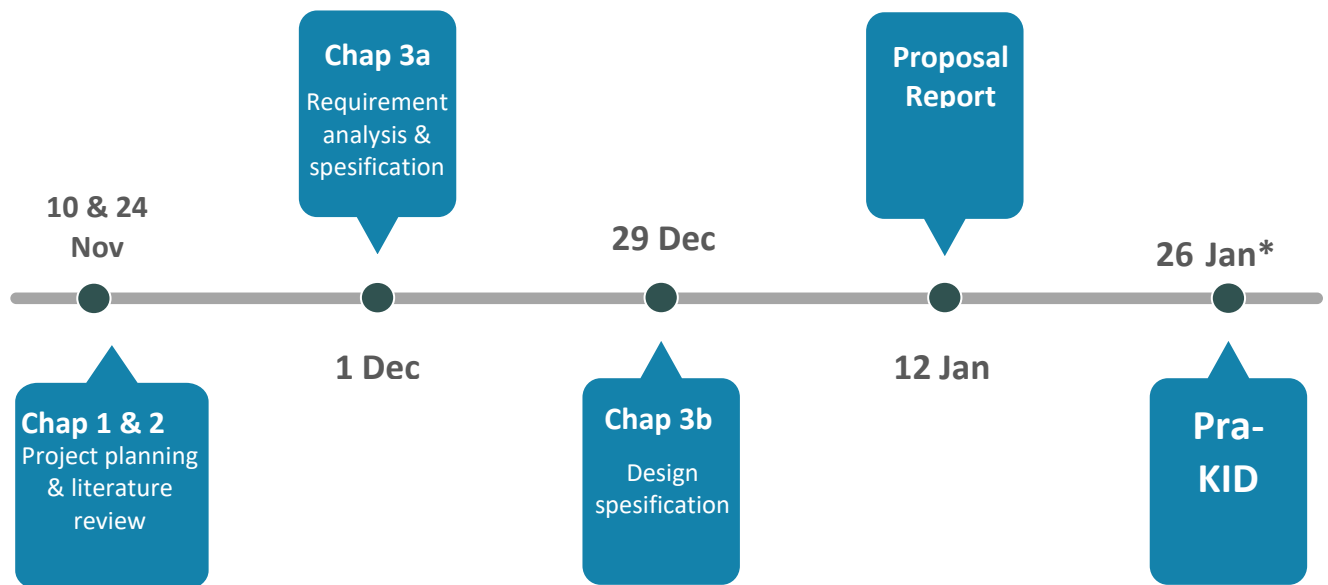 10 & 24
Nov
Chap 1 & 2
Project planning
& literature
review
Chap 3a
Requirement
analysis &
spesification
1 Dec
29 Dec
Chap 3b
Design
spesification
Proposal
Report
12 Jan
26 Jan*
Pra-
KID